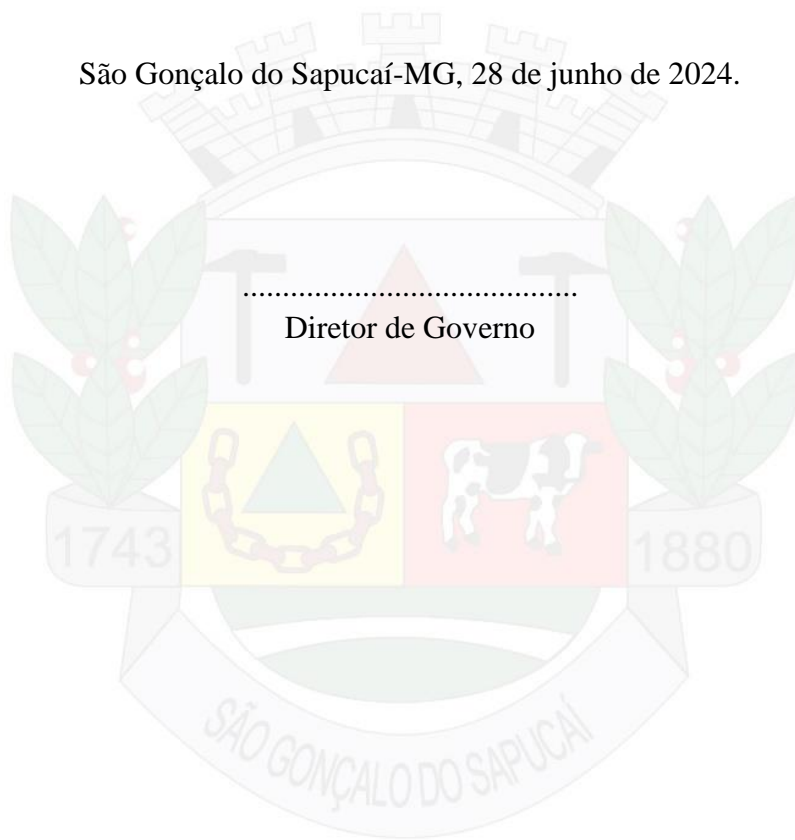 São Gonçalo do Sapucaí-MG, 28 de junho de 2024.
..........................................
Diretor de Governo
1743
1880
SÃO GONÇALO DO SAPUCAÍ